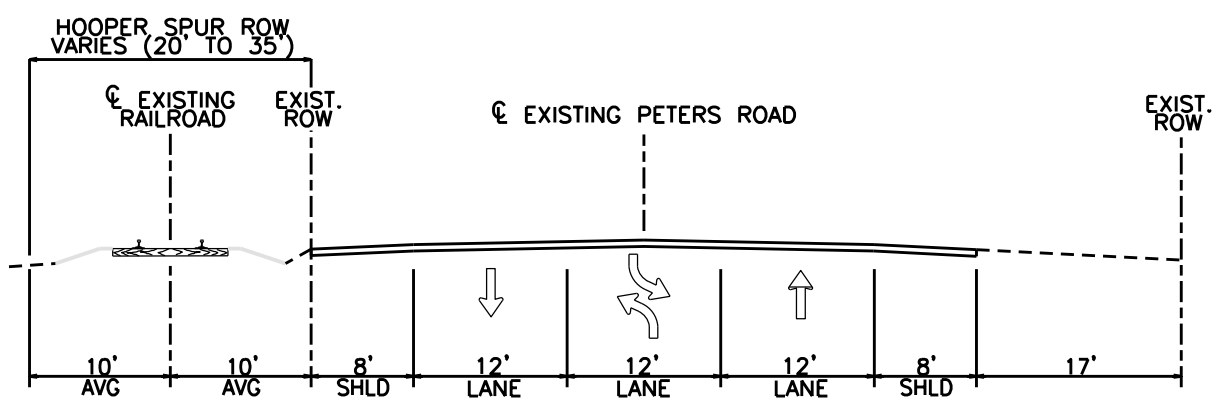 HOOPER SPUR ROW
VARIES (20' TO 35')
℄ EXISTING
RAILROAD
EXIST.
ROW
℄ EXISTING PETERS ROAD
EXIST.
ROW
10'
AVG
10'
AVG
8'
SHLD
12'
LANE
12'
LANE
12'
LANE
8'
SHLD
17'